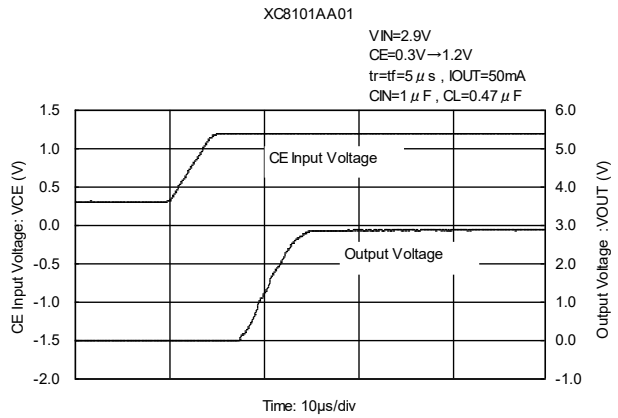 XC8101AA01
VIN=2.9V
CE=0.3V→1.2V
tr=tf=5μs , IOUT=50mA
CIN=1μF , CL=0.47μF
CE Input Voltage: VCE (V)
1.5
1.0
0.5
0.0
-0.5
-1.0
-1.5
-2.0
CE Input Voltage
Output Voltage
6.0
5.0
4.0
3.0
2.0
1.0
0.0
-1.0
Output Voltage :VOUT (V)
Time: 10μs/div